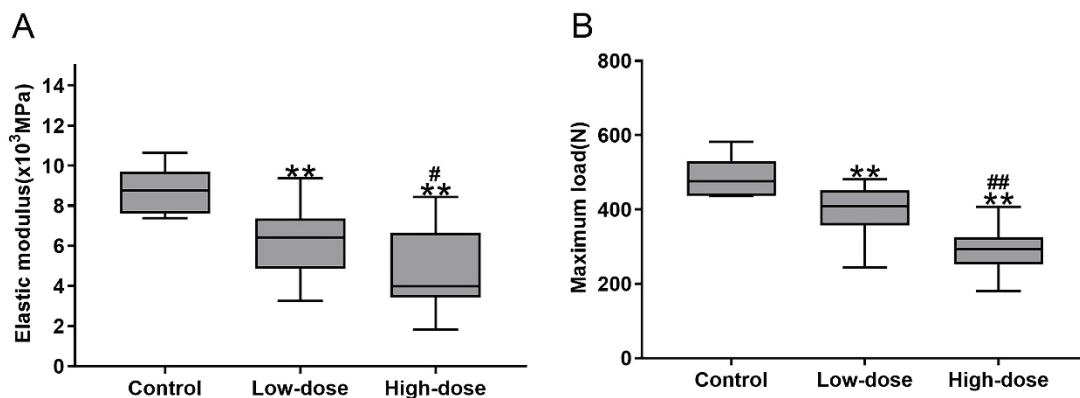 A
Elastic modulus(x10³MPa)
14
12
10
8
6
4
2
0
**
#
**
Control
Low-dose
High-dose
B
Maximum load(N)
800
600
400
200
0
**
##
**
Control
Low-dose
High-dose